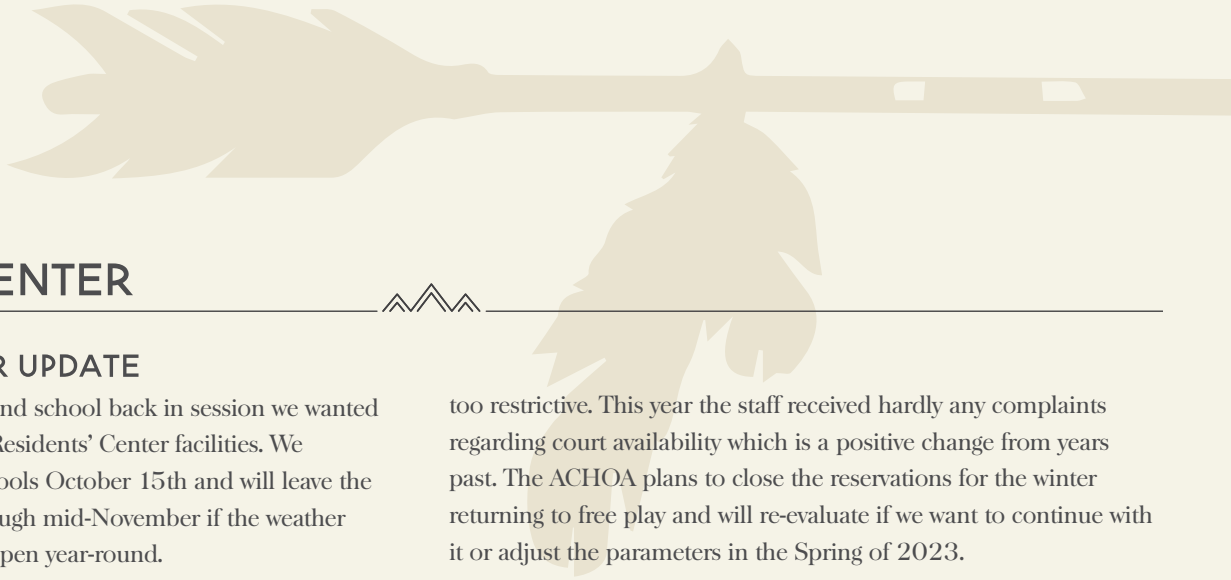 ENTER
R UPDATE
nd school back in session we wanted
Residents' Center facilities. We
ools October 15th and will leave the
ugh mid-November if the weather
pen year-round.
too restrictive. This year the staff received hardly any complaints
regarding court availability which is a positive change from years
past. The ACHOA plans to close the reservations for the winter
returning to free play and will re-evaluate if we want to continue with
it or adjust the parameters in the Spring of 2023.